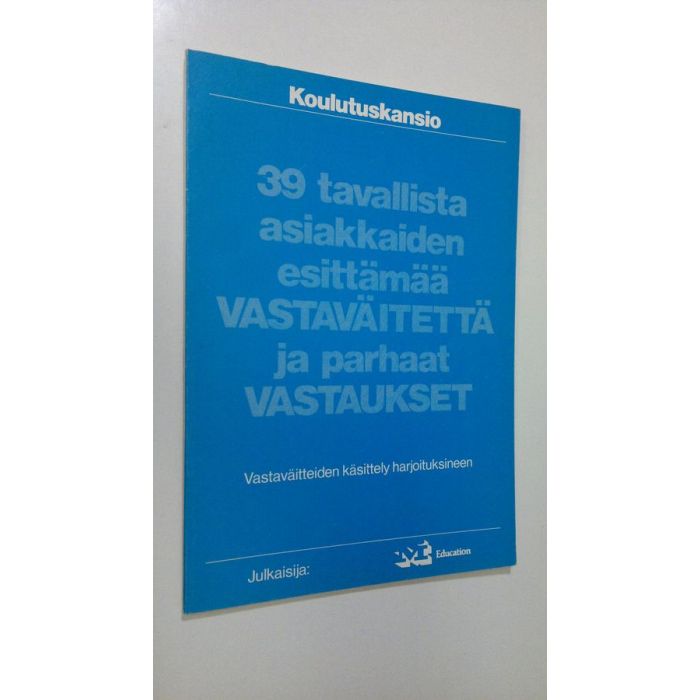 Koulutuskansio
39 tavallista
asiakkaiden
esittämää
VASTAVÄITETTÄ
ja parhaat
VASTAUKSET
Vastaväitteiden käsittely harjoituksineen
Julkaisija:
Education